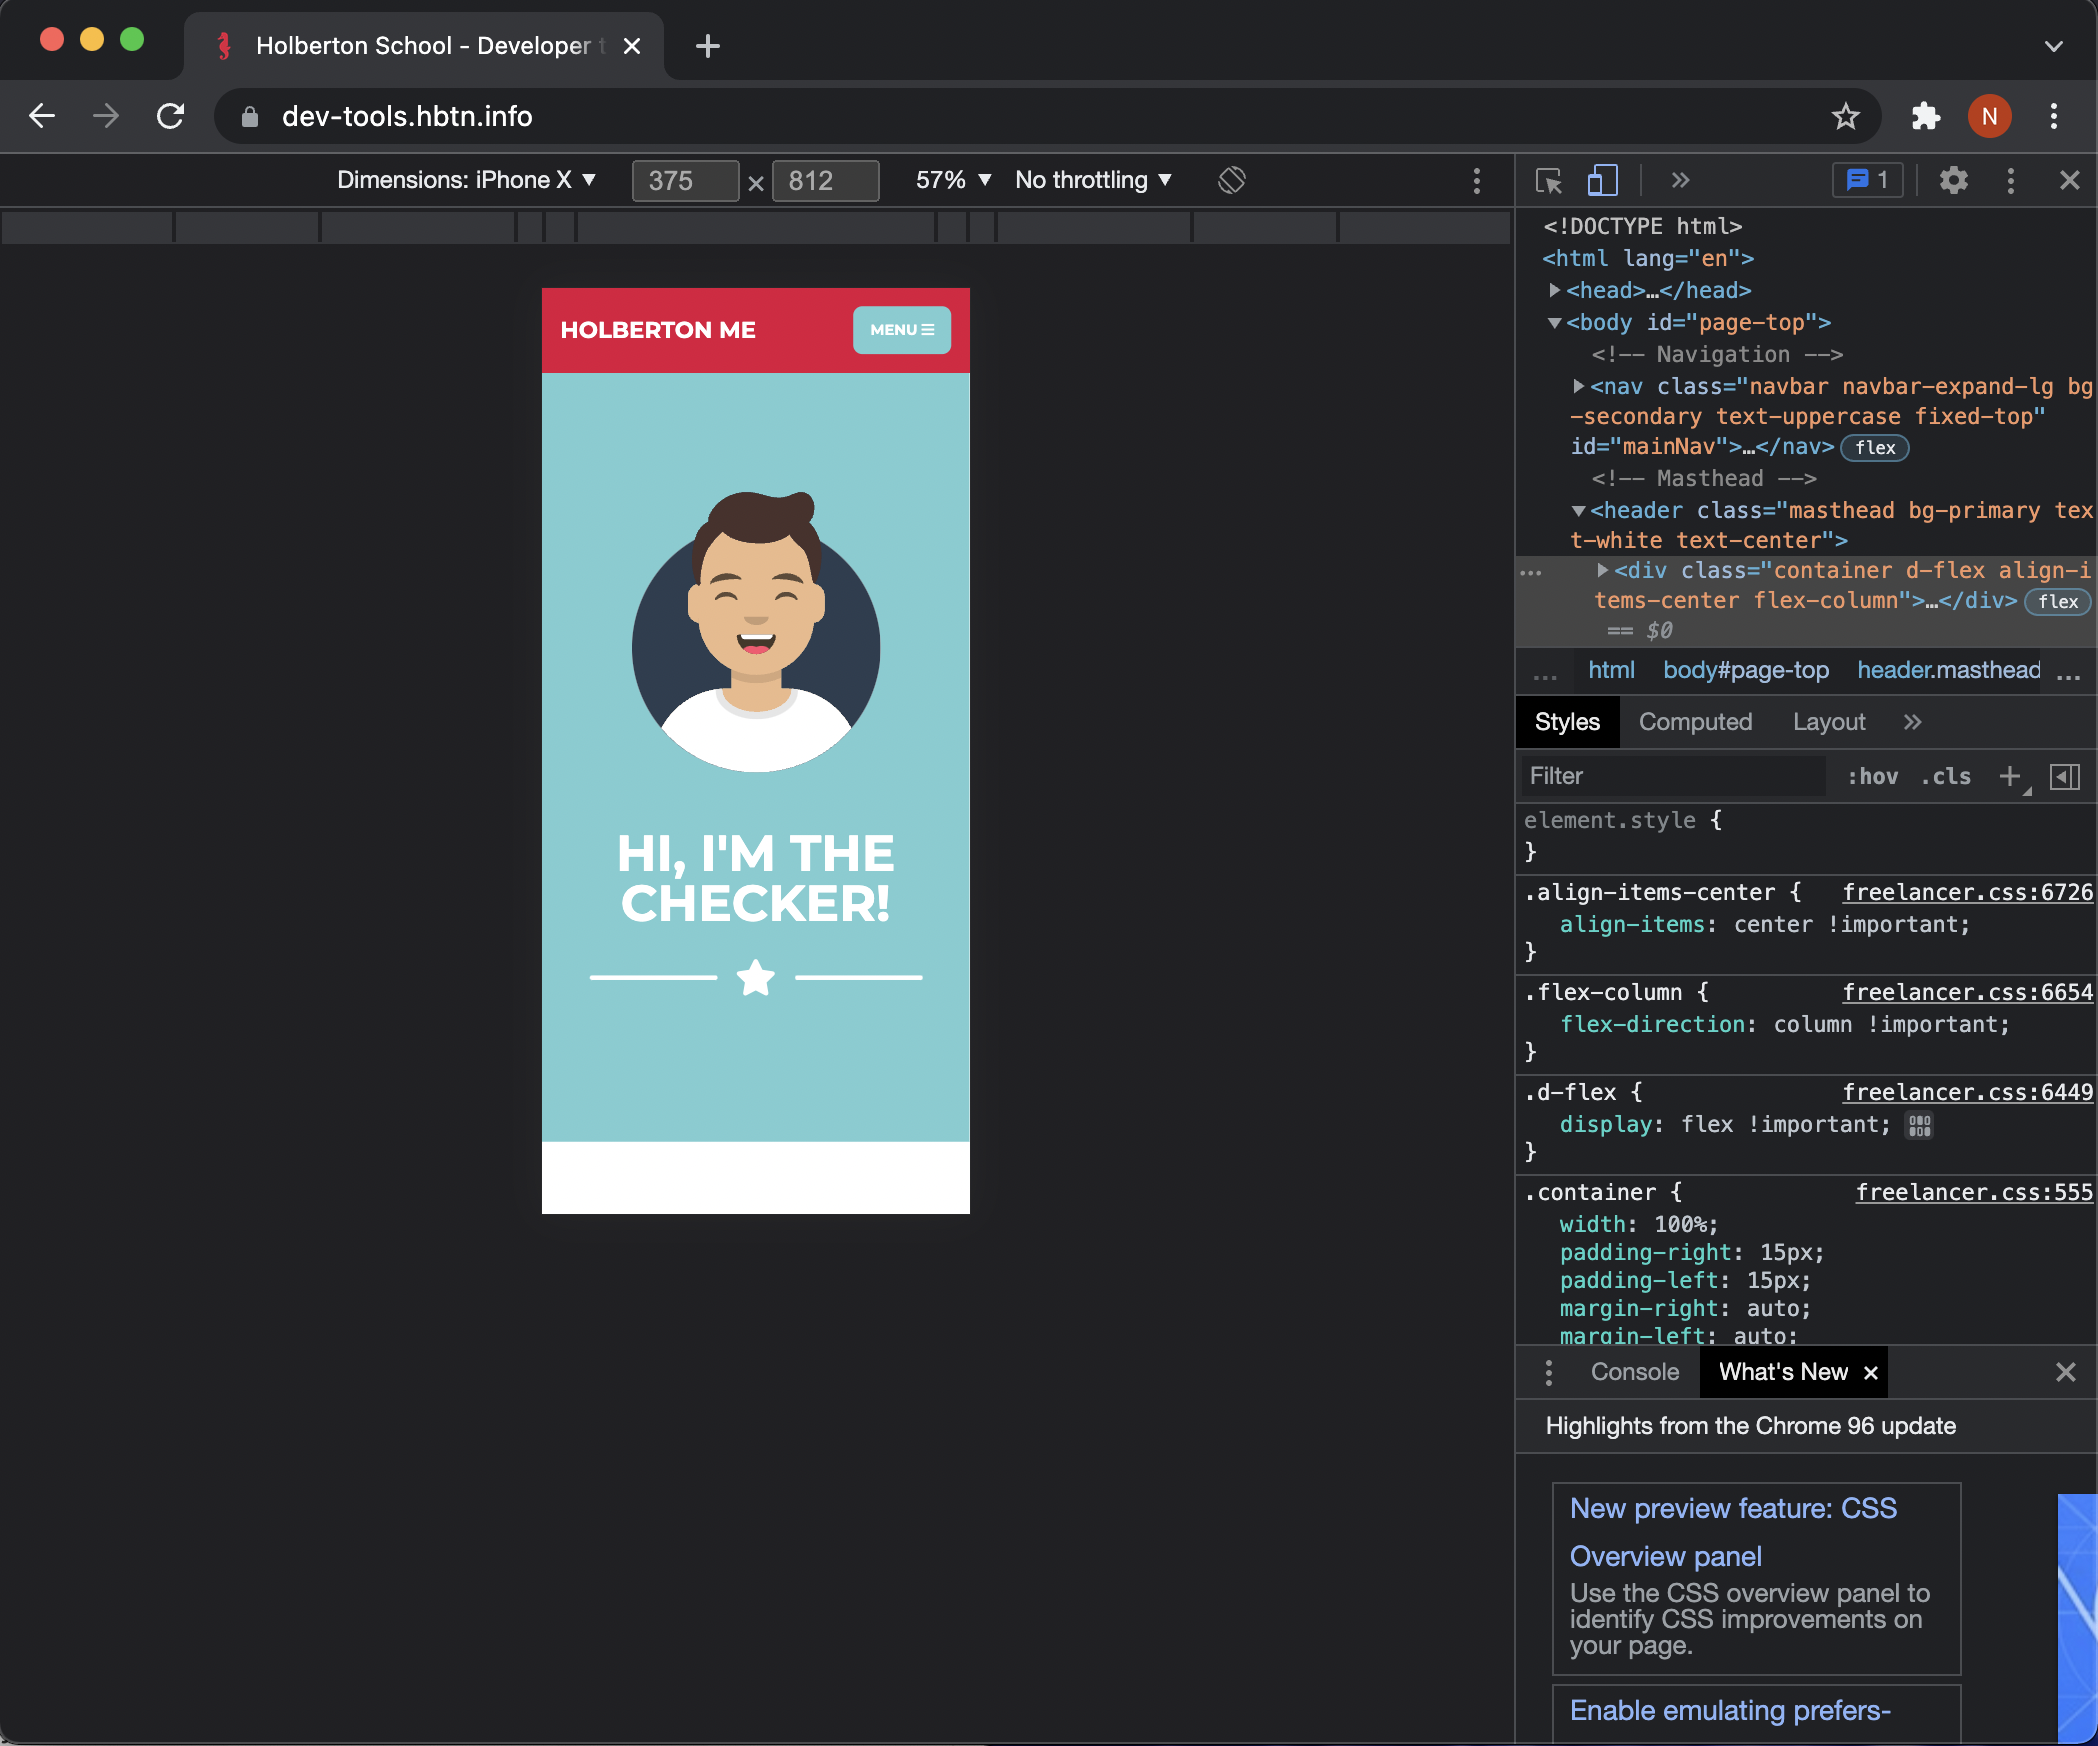 Holberton School - Developer t
dev-tools.hbtn.info
N
Dimensions: iPhone X ▼ 375 × 812 57% ▼ No throttling ▼
1
HOLBERTON ME
MENU
HI, I'M THE
CHECKER!
<!DOCTYPE html>
<html lang="en">
<head>…</head>
<body id="page-top">
<!-- Navigation -->
<nav class="navbar navbar-expand-lg bg
-secondary text-uppercase fixed-top"
id="mainNav">…</nav> flex
<!-- Masthead -->
<header class="masthead bg-primary tex
t-white text-center">
<div class="container d-flex align-i
tems-center flex-column">…</div> flex
== $0
... html body#page-top header.masthead ...
Styles Computed Layout »
Filter :hov .cls +
element.style {
}
.align-items-center { freelancer.css:6726
align-items: center !important;
}
.flex-column { freelancer.css:6654
flex-direction: column !important;
}
.d-flex { freelancer.css:6449
display: flex !important;
}
.container { freelancer.css:555
width: 100%;
padding-right: 15px;
padding-left: 15px;
margin-right: auto;
margin-left: auto;
Console What's New ×
Highlights from the Chrome 96 update
New preview feature: CSS
Overview panel
Use the CSS overview panel to
identify CSS improvements on
your page.
Enable emulating prefers-